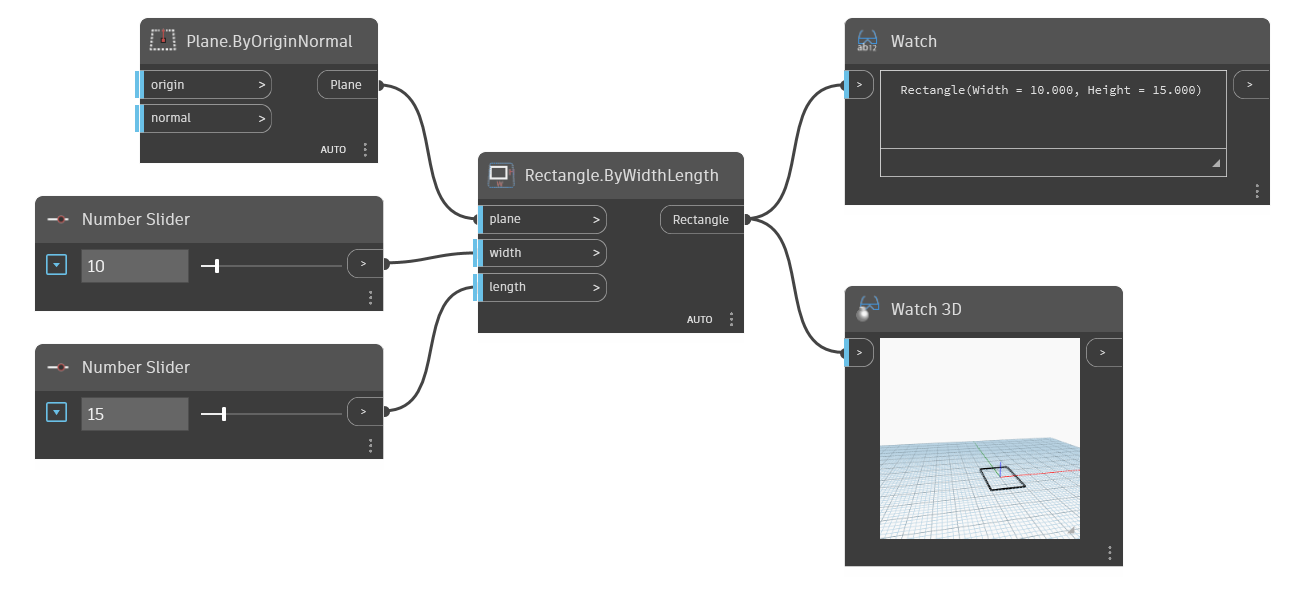 Plane.ByOriginNormal
origin >
Plane
normal >
AUTO
Number Slider
10
>
Number Slider
15
>
Rectangle.ByWidthLength
plane >
Rectangle
width >
length >
AUTO
ab12
Watch
>
Rectangle(Width = 10.000, Height = 15.000)
>
Watch 3D
>
>